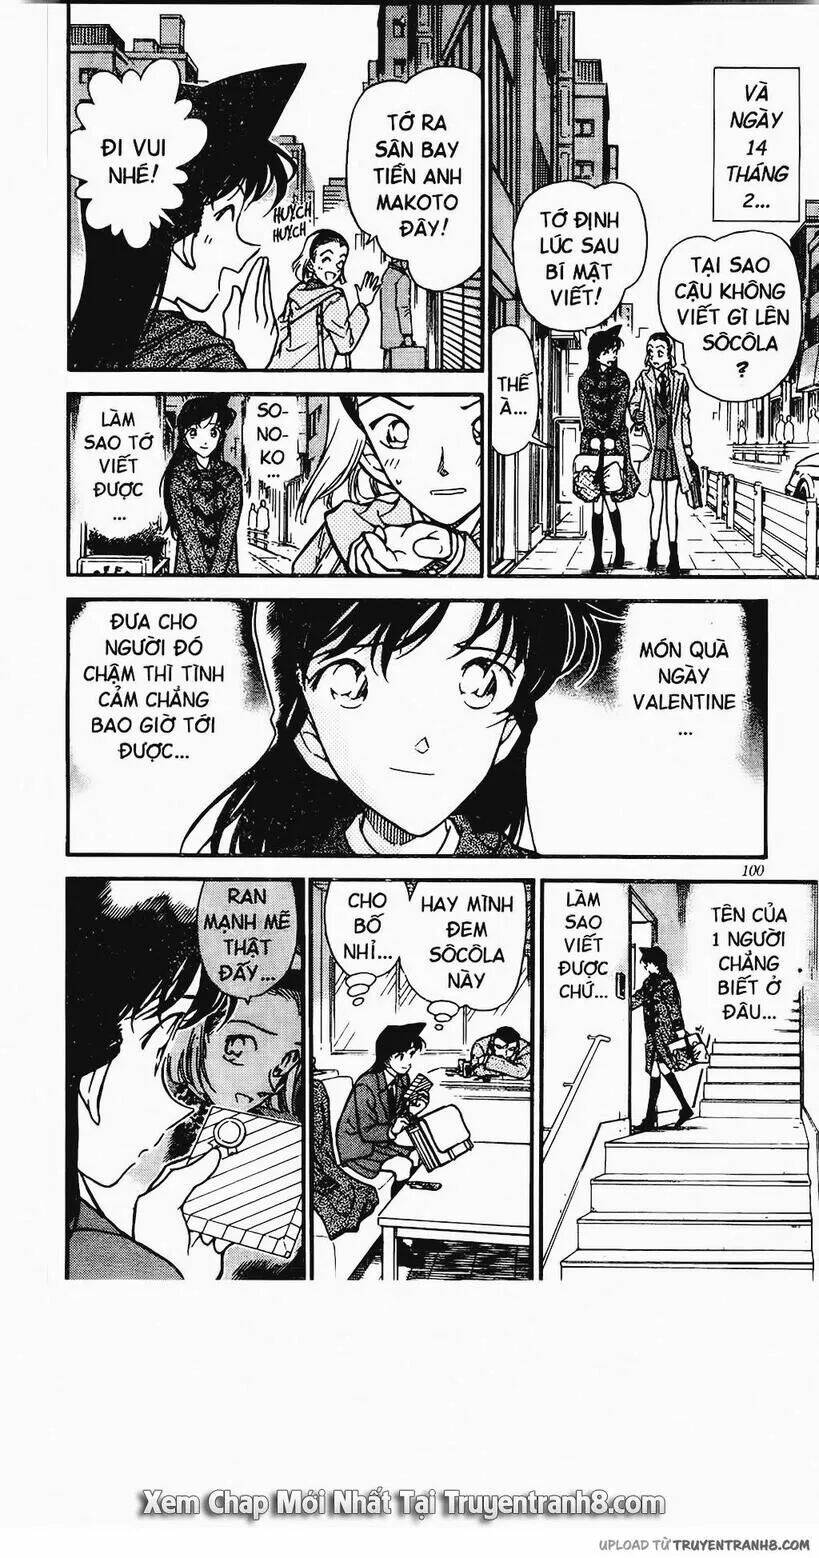 VÀ
NGÀY
14
THÁNG
2...
TẠI SAO
CẬU KHÔNG
VIẾT GÌ LÊN
SÔCÔLA
?
TỚ ĐỊNH
LÚC SAU
BÍ MẬT
VIẾT!
THẾ
À...
TỚ RA
SÂN BAY
TIỄN ANH
MAKOTO
ĐÂY!
HUỴCH
HUỴCH
ĐI VUI
NHÉ!
SO-
NO-
KO
...
LÀM
SAO TỚ
VIẾT
ĐƯỢC
...
MÓN QUÀ
NGÀY
VALENTINE
...
ĐƯA CHO
NGƯỜI ĐÓ
CHẬM THÌ TÌNH
CẢM CHẲNG
BAO GIỜ TỚI
ĐƯỢC...
100
TÊN CỦA
1 NGƯỜI
CHẲNG
BIẾT Ở
ĐÂU...
LÀM
SAO
VIẾT
ĐƯỢC
CHỨ...
HAY MÌNH
ĐEM
SÔCÔLA
NÀY
CHO
BỐ
NHỈ...
RAN
MẠNH MẼ
THẬT
ĐẤY...
Xem Chap Mới Nhất Tại Truyentranh8.com
UPLOAD TỪ TRUYENTRANH8.COM